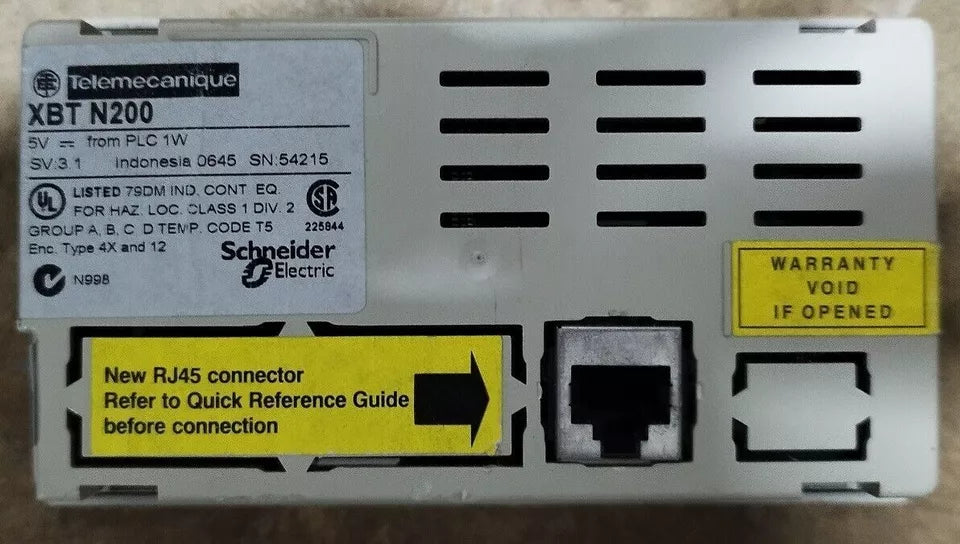 Telemecanique
XBT N200
5V ⎓ from PLC 1W
SV:3.1 Indonesia 0645 SN:54215
UL LISTED 79DM IND. CONT. EQ.
FOR HAZ. LOC. CLASS 1 DIV. 2
GROUP A, B, C, D TEMP. CODE T5
SA 225844
Enc. Type 4X and 12
N998
Schneider
Electric
WARRANTY
VOID
IF OPENED
New RJ45 connector
Refer to Quick Reference Guide
before connection